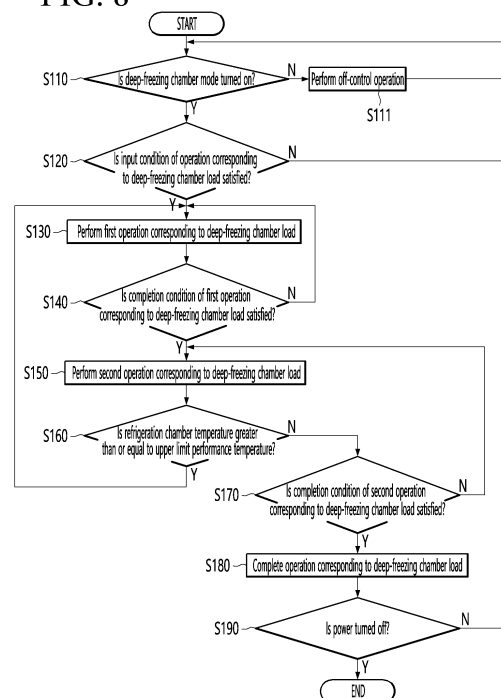 FIG. 8
START
S110
Is deep-freezing chamber mode turned on?
N
Perform off-control operation
Y
S111
S120
Is input condition of operation corresponding
to deep-freezing chamber load satisfied?
N
Y
S130
Perform first operation corresponding to deep-freezing chamber load
S140
Is completion condition of first operation
corresponding to deep-freezing chamber load satisfied?
N
Y
S150
Perform second operation corresponding to deep-freezing chamber load
S160
Is refrigeration chamber temperature greater
than or equal to upper limit performance temperature?
N
Y
S170
Is completion condition of second operation
corresponding to deep-freezing chamber load satisfied?
N
Y
S180
Complete operation corresponding to deep-freezing chamber load
S190
Is power turned off?
N
Y
END